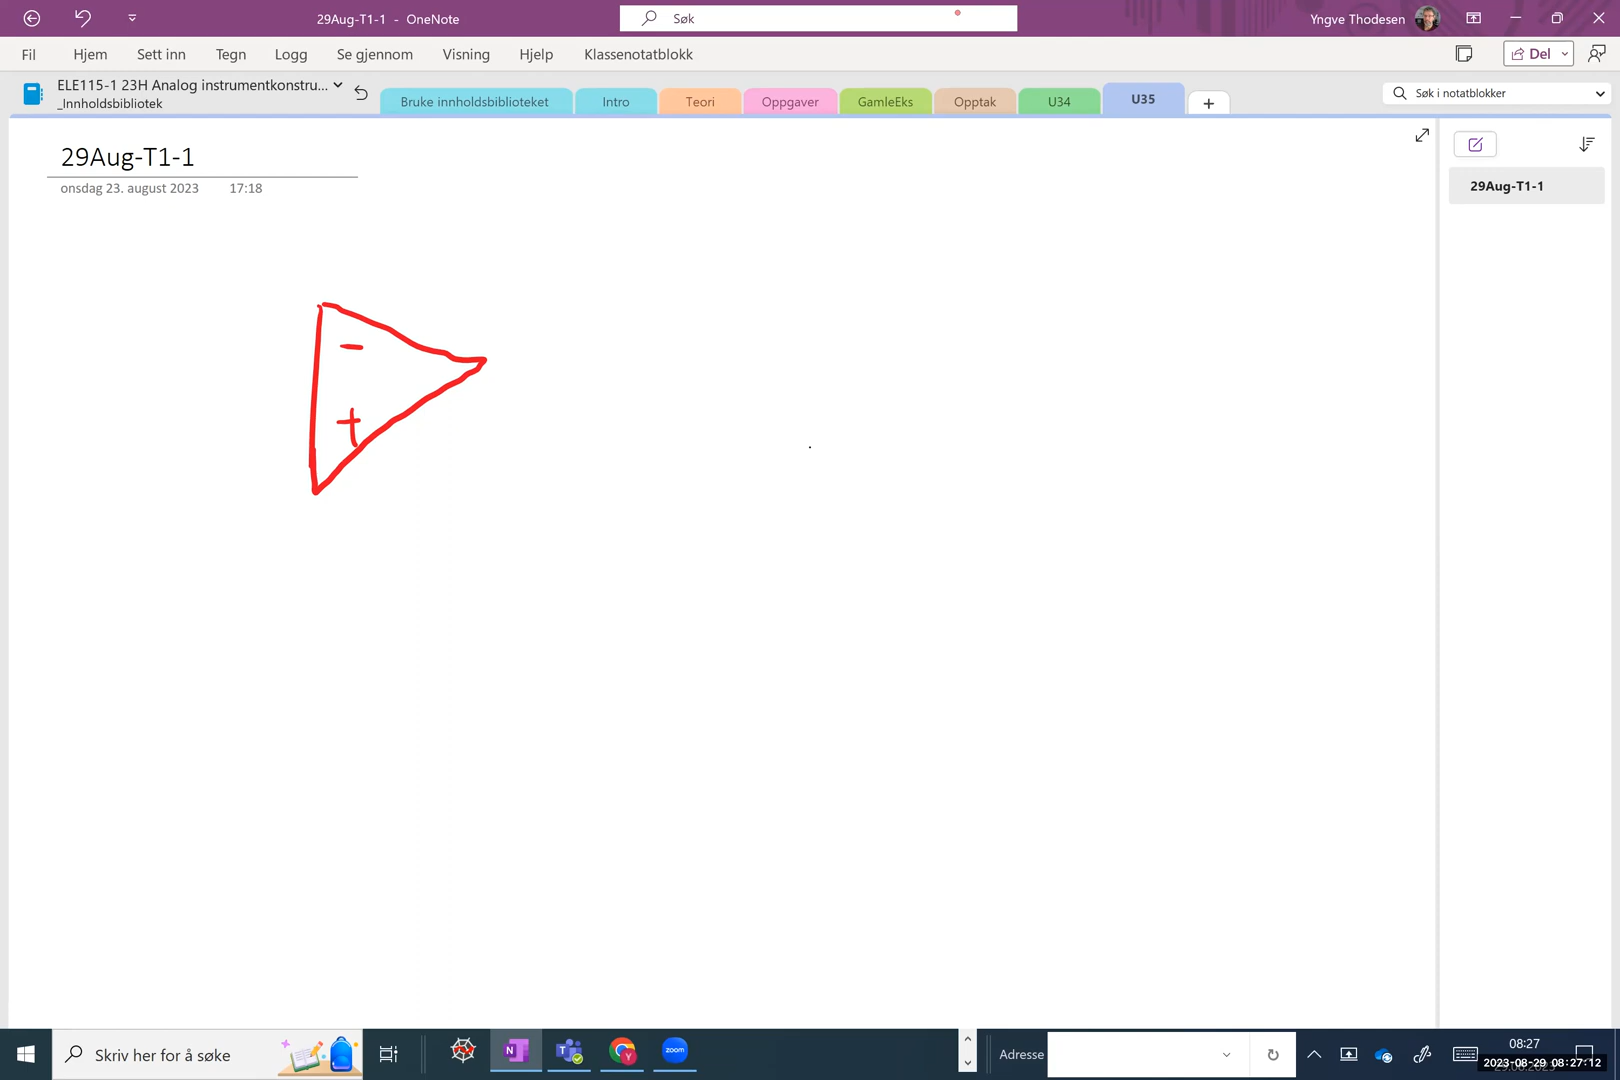 29Aug-T1-1 - OneNote
Søk
Yngve Thodesen
Fil Hjem Sett inn Tegn Logg Se gjennom Visning Hjelp Klassenotatblokk
Del
ELE115-1 23H Analog instrumentkonstru...
_Innholdsbibliotek
Bruke innholdsbiblioteket Intro Teori Oppgaver GamleEks Opptak U34 U35 +
Søk i notatblokker
29Aug-T1-1
onsdag 23. august 2023 17:18
29Aug-T1-1
-
+
Skriv her for å søke
zoom
Adresse
08:27
2023-08-29 08:27:12